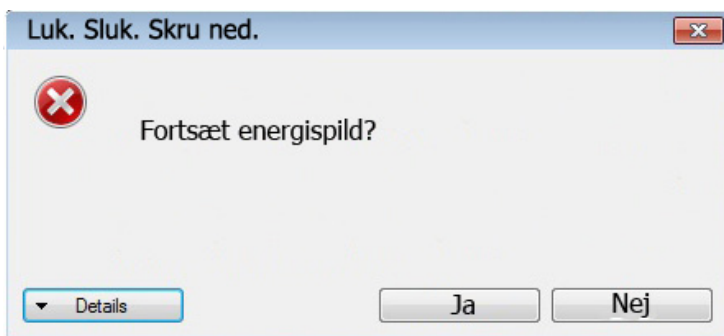 Luk. Sluk. Skru ned.
Fortsæt energispild?
Details
Ja
Nej